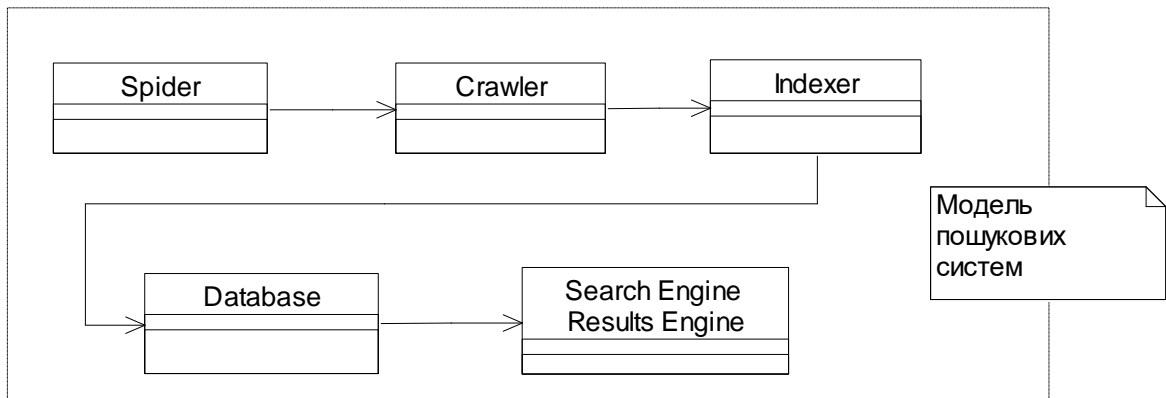 Spider
Crawler
Indexer
Модель
пошукових
систем
Database
Search Engine
Results Engine